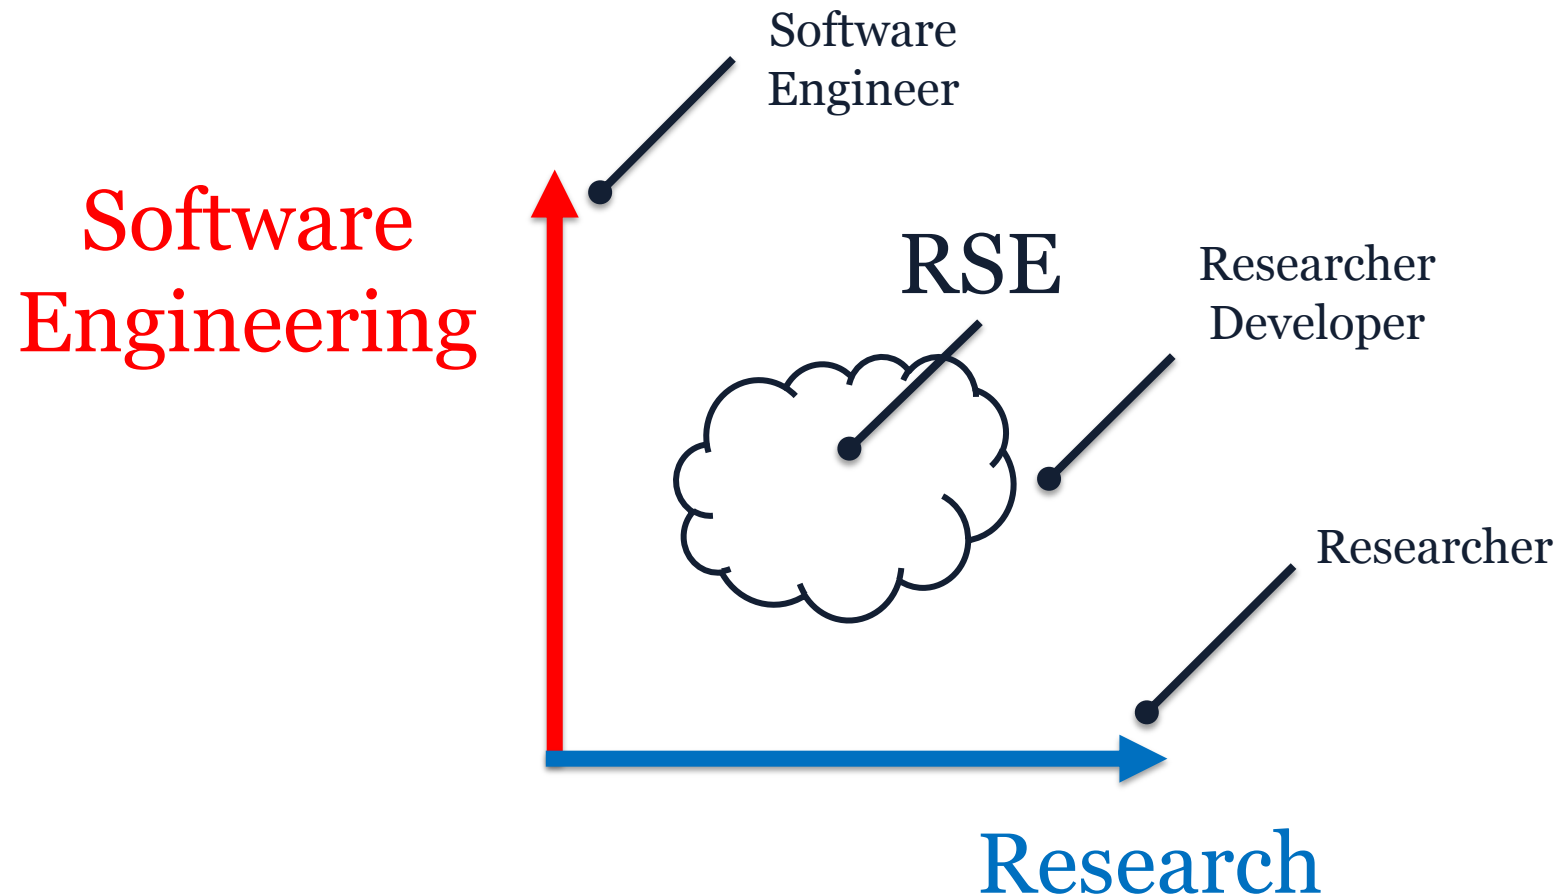 Software
Engineer
Software
Engineering
RSE
Researcher
Developer
Researcher
Research